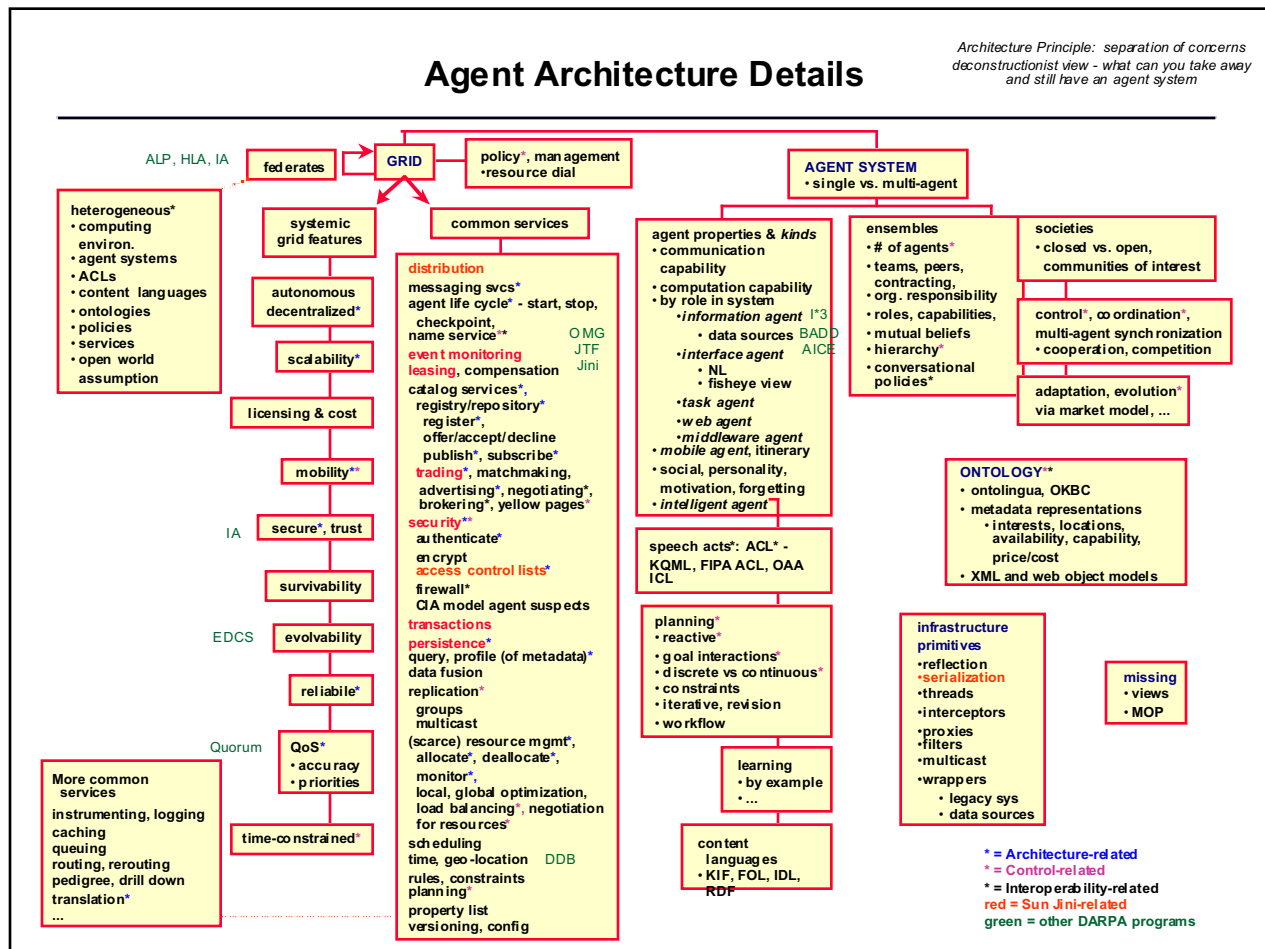 Agent Architecture Details
Architecture Principle: separation of concerns
deconstructionist view - what can you take away
and still have an agent system
ALP, HLA, IA
federates
GRID
policy*, management
•resource dial
AGENT SYSTEM
• single vs. multi-agent
heterogeneous*
• computing
environ.
• agent systems
• ACLs
• content languages
• ontologies
• policies
• services
• open world
assumption
systemic
grid features
autonomous
decentralized*
scalability*
licensing & cost
mobility**
IA
secure*, trust
survivability
EDCS
evolvability
reliabile*
Quorum
QoS*
• accuracy
• priorities
time-constrained*
More common
services
instrumenting, logging
caching
queuing
routing, rerouting
pedigree, drill down
translation*
...
common services
distribution
messaging svcs*
agent life cycle* - start, stop,
checkpoint,
name service**
OMG
JTF
Jini
event monitoring
leasing, compensation
catalog services*,
registry/repository*
register*,
offer/accept/decline
publish*, subscribe*
trading*, matchmaking,
advertising*, negotiating*,
brokering*, yellow pages*
security**
authenticate*
encrypt
access control lists*
firewall*
CIA model agent suspects
transactions
persistence*
query, profile (of metadata)*
data fusion
replication*
groups
multicast
(scarce) resource mgmt*,
allocate*, deallocate*,
monitor*,
local, global optimization,
load balancing*, negotiation
for resources*
scheduling
time, geo-location DDB
rules, constraints
planning*
property list
versioning, config
agent properties & kinds
• communication
capability
• computation capability
• by role in system
•information agent I*3
• data sources BADD
•interface agent AICE
• NL
• fisheye view
•task agent
•web agent
•middleware agent
•mobile agent, itinerary
• social, personality,
motivation, forgetting
•intelligent agent
speech acts*: ACL* -
KQML, FIPA ACL, OAA
ICL
planning*
• reactive*
• goal interactions*
• discrete vs continuous*
• constraints
• iterative, revision
• workflow
learning
• by example
• ...
content
languages
• KIF, FOL, IDL,
RDF
ensembles
• # of agents*
• teams, peers,
contracting,
• org. responsibility
• roles, capabilities,
• mutual beliefs
• hierarchy*
• conversational
policies*
societies
• closed vs. open,
communities of interest
control*, coordination*,
multi-agent synchronization
• cooperation, competition
adaptation, evolution*
via market model, ...
ONTOLOGY**
• ontolingua, OKBC
• metadata representations
• interests, locations,
availability, capability,
price/cost
• XML and web object models
infrastructure
primitives
•reflection
•serialization
•threads
•interceptors
•proxies
•filters
•multicast
•wrappers
• legacy sys
• data sources
missing
• views
• MOP
* = Architecture-related
* = Control-related
* = Interoperability-related
red = Sun Jini-related
green = other DARPA programs